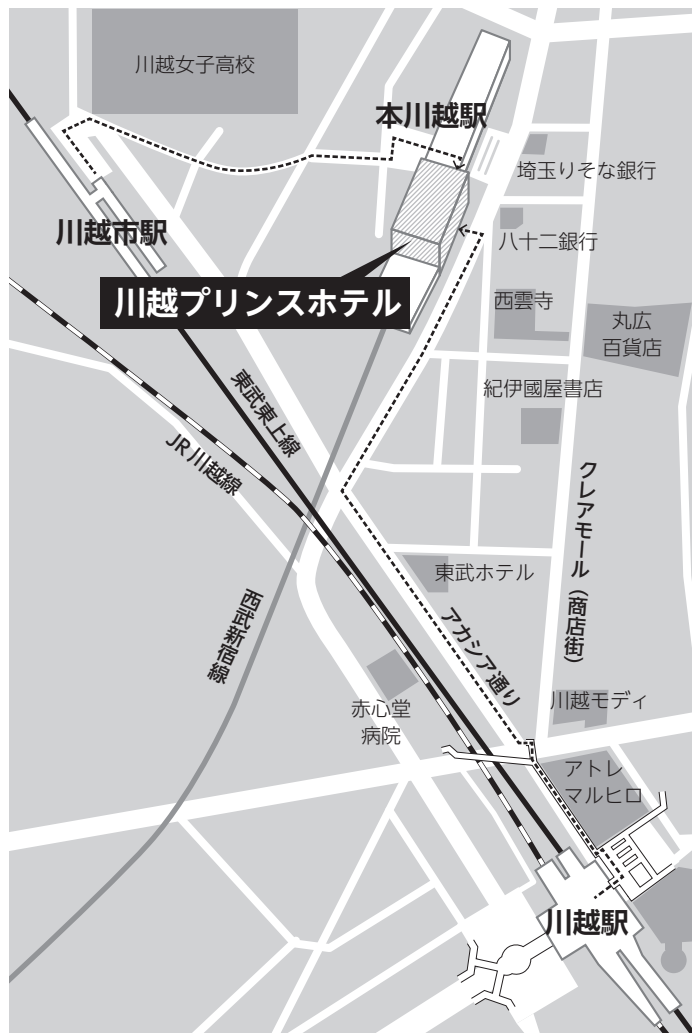 川越女子高校
本川越駅
埼玉りそな銀行
川越市駅
八十二銀行
川越プリンスホテル
西雲寺
丸広
百貨店
紀伊國屋書店
東武東上線
JR川越線
クレアモール（商店街）
東武ホテル
西武新宿線
アカシア通り
赤心堂
病院
川越モディ
アトレ
マルヒロ
川越駅